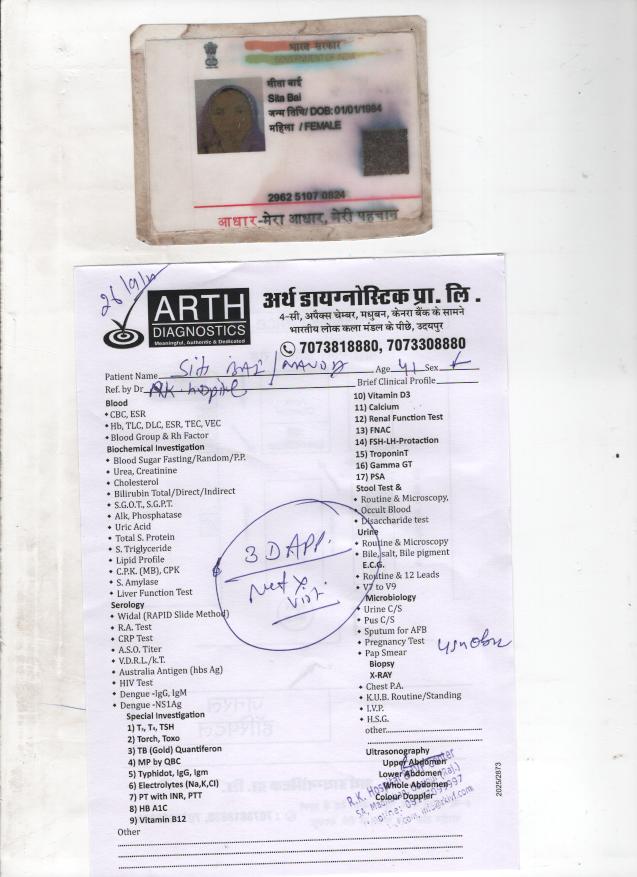 भारत सरकार
GOVERNMENT OF INDIA
सीता बाई
Sita Bai
जन्म तिथि/ DOB: 01/01/1984
महिला / FEMALE
2962 5107 0824
आधार-मेरा आधार, मेरी पहचान
ARTH
DIAGNOSTICS
Meaningful, Authentic & Dedicated
अर्थ डायग्नोस्टिक प्रा. लि.
4-सी, अपैक्स चेम्बर, मधुबन, केनरा बैंक के सामने
भारतीय लोक कला मंडल के पीछे, उदयपुर
7073818880, 7073308880
Patient Name
Age 41 Sex F
Ref. by Dr
Brief Clinical Profile
Blood
CBC, ESR
Hb, TLC, DLC, ESR, TEC, VEC
Blood Group & Rh Factor
Biochemical Investigation
Blood Sugar Fasting/Random/P.P.
Urea, Creatinine
Cholesterol
Bilirubin Total/Direct/Indirect
S.G.O.T., S.G.P.T.
Alk, Phosphatase
Uric Acid
Total S. Protein
S. Triglyceride
Lipid Profile
C.P.K. (MB), CPK
S. Amylase
Liver Function Test
Serology
Widal (RAPID Slide Method)
R.A. Test
CRP Test
A.S.O. Titer
V.D.R.L./k.T.
Australia Antigen (hbs Ag)
HIV Test
Dengue -IgG, IgM
Dengue -NS1Ag
Special Investigation
1) T₃, T₄, TSH
2) Torch, Toxo
3) TB (Gold) Quantiferon
4) MP by QBC
5) Typhidot, IgG, Igm
6) Electrolytes (Na,K,Cl)
7) PT with INR, PTT
8) HB A1C
9) Vitamin B12
Other
10) Vitamin D3
11) Calcium
12) Renal Function Test
13) FNAC
14) FSH-LH-Protaction
15) TroponinT
16) Gamma GT
17) PSA
Stool Test &
Routine & Microscopy,
Occult Blood
Disaccharide test
Urine
Routine & Microscopy
Bile, salt, Bile pigment
E.C.G.
Routine & 12 Leads
V7 to V9
Microbiology
Urine C/S
Pus C/S
Sputum for AFB
Pregnancy Test
Pap Smear
Biopsy
X-RAY
Chest P.A.
K.U.B. Routine/Standing
I.V.P.
H.S.G.
other
Ultrasonography
Upper Abdomen
Lower Abdomen
Whole Abdomen
Colour Doppler
3 D APP.
Next
Visit
R.K. Hospital
2025/2873